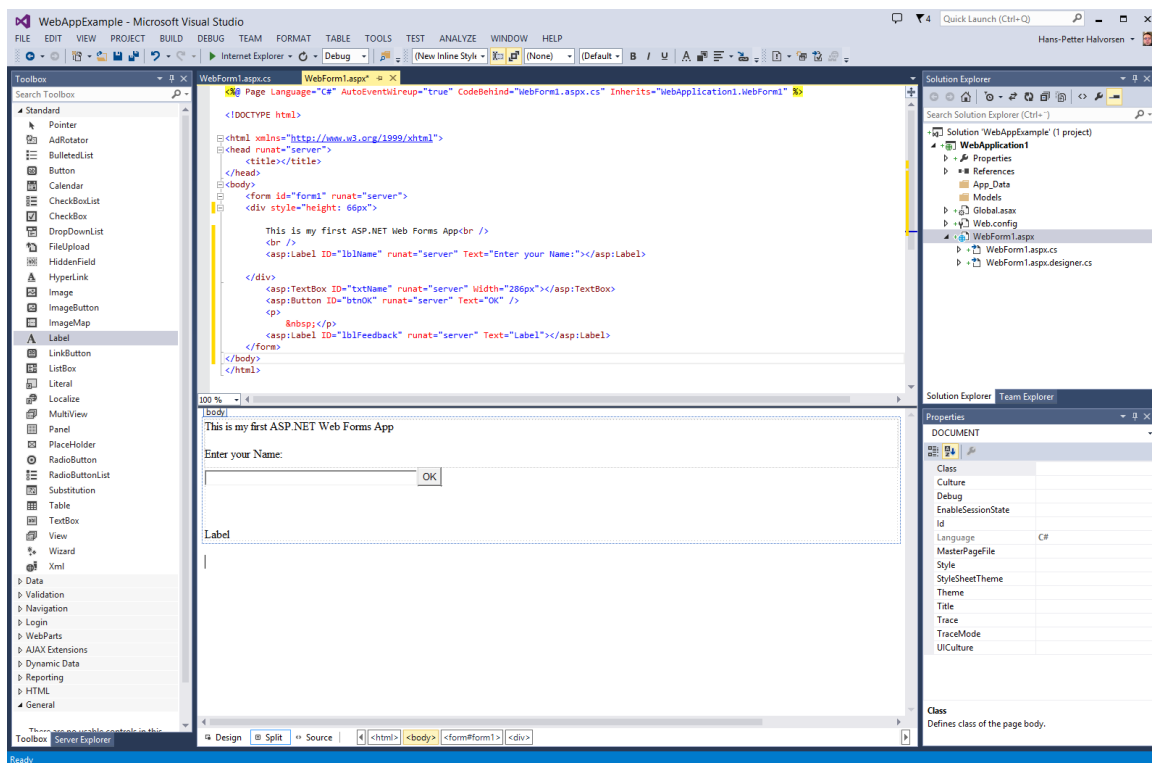 WebAppExample - Microsoft Visual Studio
4
Quick Launch (Ctrl+Q)
FILE EDIT VIEW PROJECT BUILD DEBUG TEAM FORMAT TABLE TOOLS TEST ANALYZE WINDOW HELP
Hans-Petter Halvorsen
Internet Explorer Debug (New Inline Style (None) (Default B I U A
Toolbox
Search Toolbox
Standard
Pointer
AdRotator
BulletedList
Button
Calendar
CheckBoxList
CheckBox
DropDownList
FileUpload
HiddenField
HyperLink
Image
ImageButton
ImageMap
Label
LinkButton
ListBox
Literal
Localize
MultiView
Panel
PlaceHolder
RadioButton
RadioButtonList
Substitution
Table
TextBox
View
Wizard
Xml
Data
Validation
Navigation
Login
WebParts
AJAX Extensions
Dynamic Data
Reporting
HTML
General
There are no usable controls in this
Toolbox Server Explorer
WebForm1.aspx.cs WebForm1.aspx*
<%@ Page Language="C#" AutoEventWireup="true" CodeBehind="WebForm1.aspx.cs" Inherits="WebApplication1.WebForm1" %>
<!DOCTYPE html>
<html xmlns="http://www.w3.org/1999/xhtml">
<head runat="server">
<title></title>
</head>
<body>
<form id="form1" runat="server">
<div style="height: 66px">
This is my first ASP.NET Web Forms App<br />
<br />
<asp:Label ID="lblName" runat="server" Text="Enter your Name:"></asp:Label>
</div>
<asp:TextBox ID="txtName" runat="server" Width="286px"></asp:TextBox>
<asp:Button ID="btnOK" runat="server" Text="OK" />
<p>
&nbsp;</p>
<asp:Label ID="lblFeedback" runat="server" Text="Label"></asp:Label>
</form>
</body>
</html>
100 %
body
This is my first ASP.NET Web Forms App
Enter your Name:
OK
Label
Design Split Source <html> <body> <form#form1> <div>
Solution Explorer
Search Solution Explorer (Ctrl+¨)
Solution 'WebAppExample' (1 project)
WebApplication1
Properties
References
App_Data
Models
Global.asax
Web.config
WebForm1.aspx
WebForm1.aspx.cs
WebForm1.aspx.designer.cs
Solution Explorer Team Explorer
Properties
DOCUMENT
Class
Culture
Debug
EnableSessionState
Id
Language C#
MasterPageFile
Style
StyleSheetTheme
Theme
Title
Trace
TraceMode
UICulture
Class
Defines class of the page body.
Ready